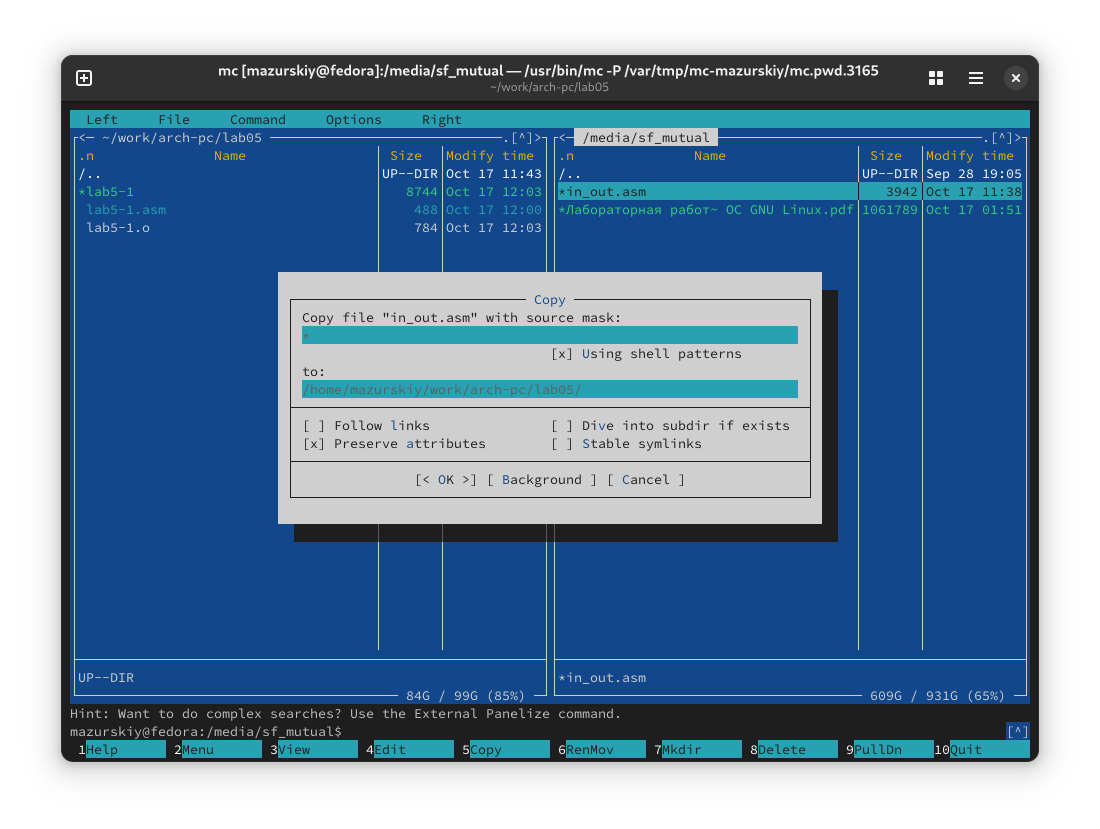 mc [mazurskiy@fedora]:/media/sf_mutual — /usr/bin/mc -P /var/tmp/mc-mazurskiy/mc.pwd.3165
~/work/arch-pc/lab05
Left File Command Options Right
<─ ~/work/arch-pc/lab05 .[^]> <─ /media/sf_mutual .[^]>
.n Name Size Modify time .n Name Size Modify time
/.. UP--DIR Oct 17 11:43 /.. UP--DIR Sep 28 19:05
*lab5-1 8744 Oct 17 12:03 *in_out.asm 3942 Oct 17 11:38
lab5-1.asm 488 Oct 17 12:00 *Лабораторная работ~ ОС GNU Linux.pdf 1061789 Oct 17 01:51
lab5-1.o 784 Oct 17 12:03
Copy
Copy file "in_out.asm" with source mask:
*
[x] Using shell patterns
to:
/home/mazurskiy/work/arch-pc/lab05/
[ ] Follow links [ ] Dive into subdir if exists
[x] Preserve attributes [ ] Stable symlinks
[< OK >] [ Background ] [ Cancel ]
UP--DIR *in_out.asm
84G / 99G (85%) 609G / 931G (65%)
Hint: Want to do complex searches? Use the External Panelize command.
mazurskiy@fedora:/media/sf_mutual$ [^]
1Help 2Menu 3View 4Edit 5Copy 6RenMov 7Mkdir 8Delete 9PullDn 10Quit